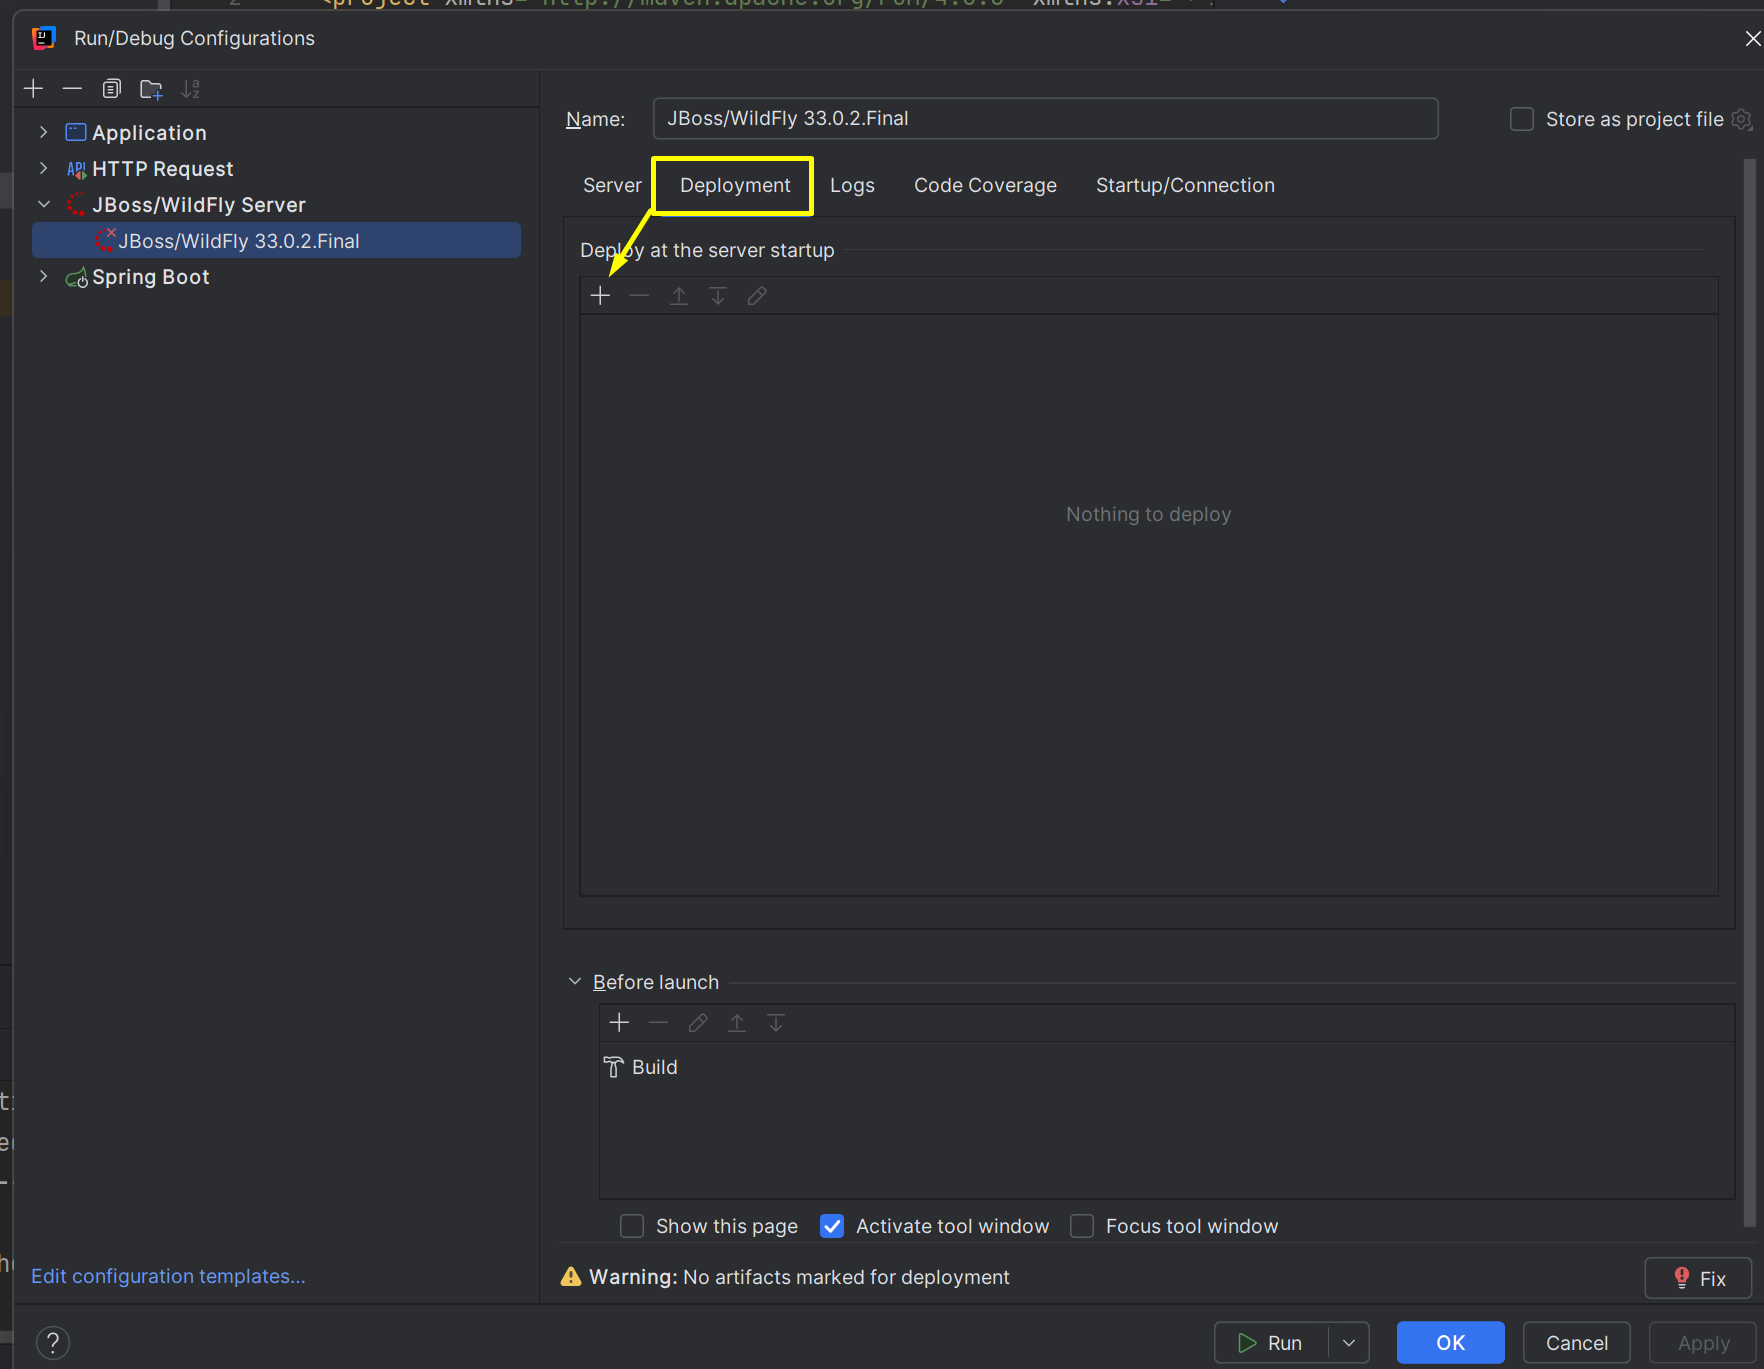 Run/Debug Configurations
Application
HTTP Request
JBoss/WildFly Server
JBoss/WildFly 33.0.2.Final
Spring Boot
Edit configuration templates...
Name:
JBoss/WildFly 33.0.2.Final
Store as project file
Server
Deployment
Logs
Code Coverage
Startup/Connection
Deploy at the server startup
Nothing to deploy
Before launch
Build
Show this page
Activate tool window
Focus tool window
Warning: No artifacts marked for deployment
Fix
?
Run
OK
Cancel
Apply